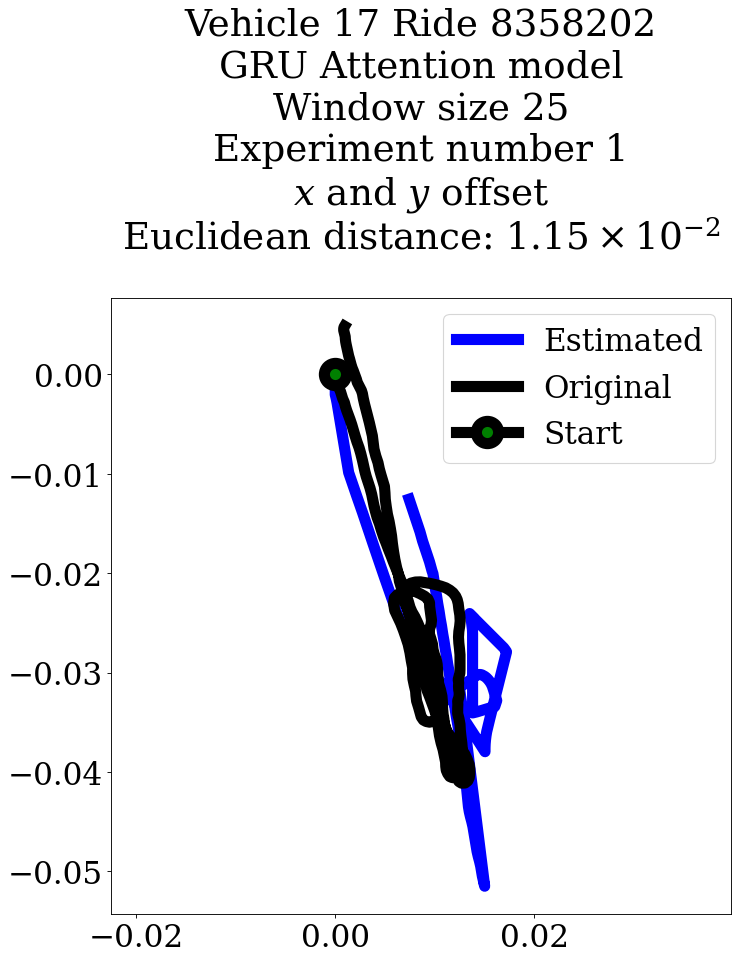 Vehicle 17 Ride 8358202
GRU Attention model
Window size 25
Experiment number 1
x and y offset
Euclidean distance: 1.15 × 10⁻²
Estimated
Original
Start
0.00
−0.01
−0.02
−0.03
−0.04
−0.05
−0.02
0.00
0.02